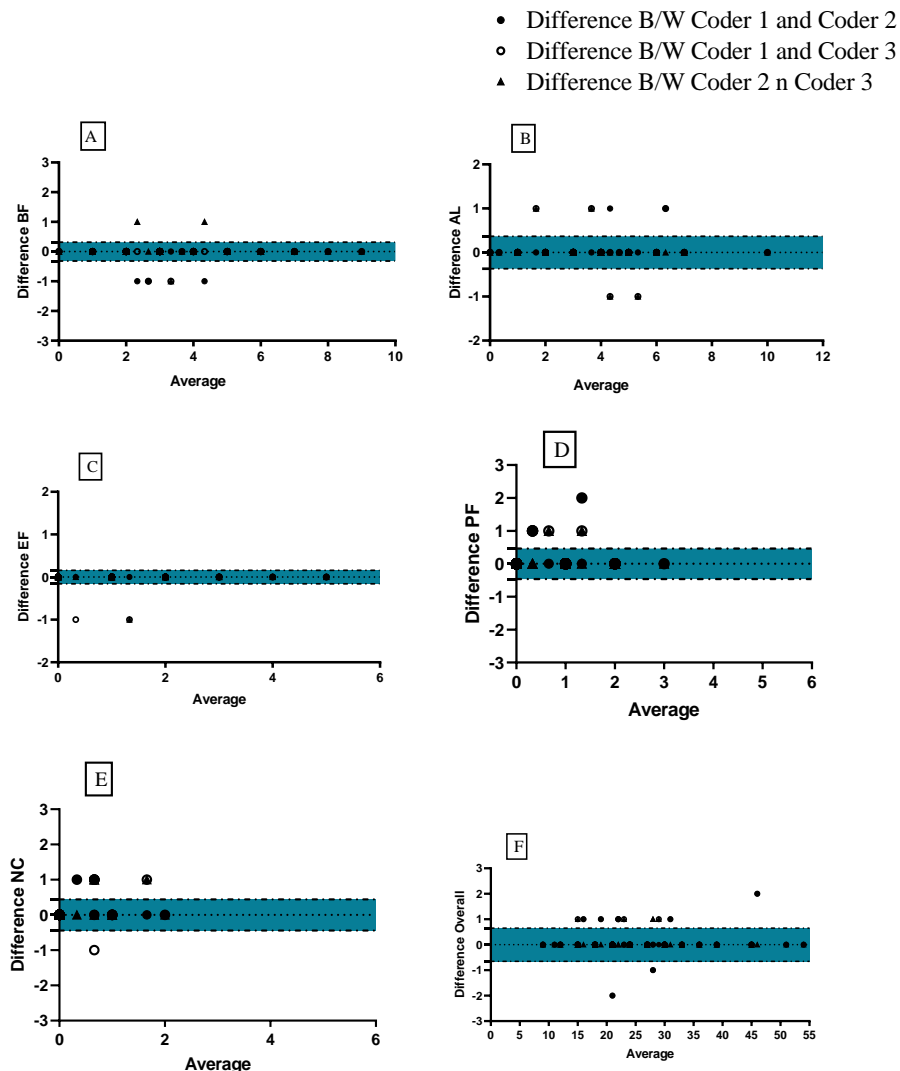 • Difference B/W Coder 1 and Coder 2
○ Difference B/W Coder 1 and Coder 3
▲ Difference B/W Coder 2 n Coder 3
A
Difference BF
3
2
1
0
-1
-2
-3
0 2 4 6 8 10
Average
B
Difference AL
2
1
0
-1
-2
0 2 4 6 8 10 12
Average
C
Difference EF
2
1
0
-1
-2
0 2 4 6
Average
D
Difference PF
3
2
1
0
-1
-2
-3
0 1 2 3 4 5 6
Average
E
Difference NC
3
2
1
0
-1
-2
-3
0 2 4 6
Average
F
Difference Overall
3
2
1
0
-1
-2
-3
0 5 10 15 20 25 30 35 40 45 50 55
Average